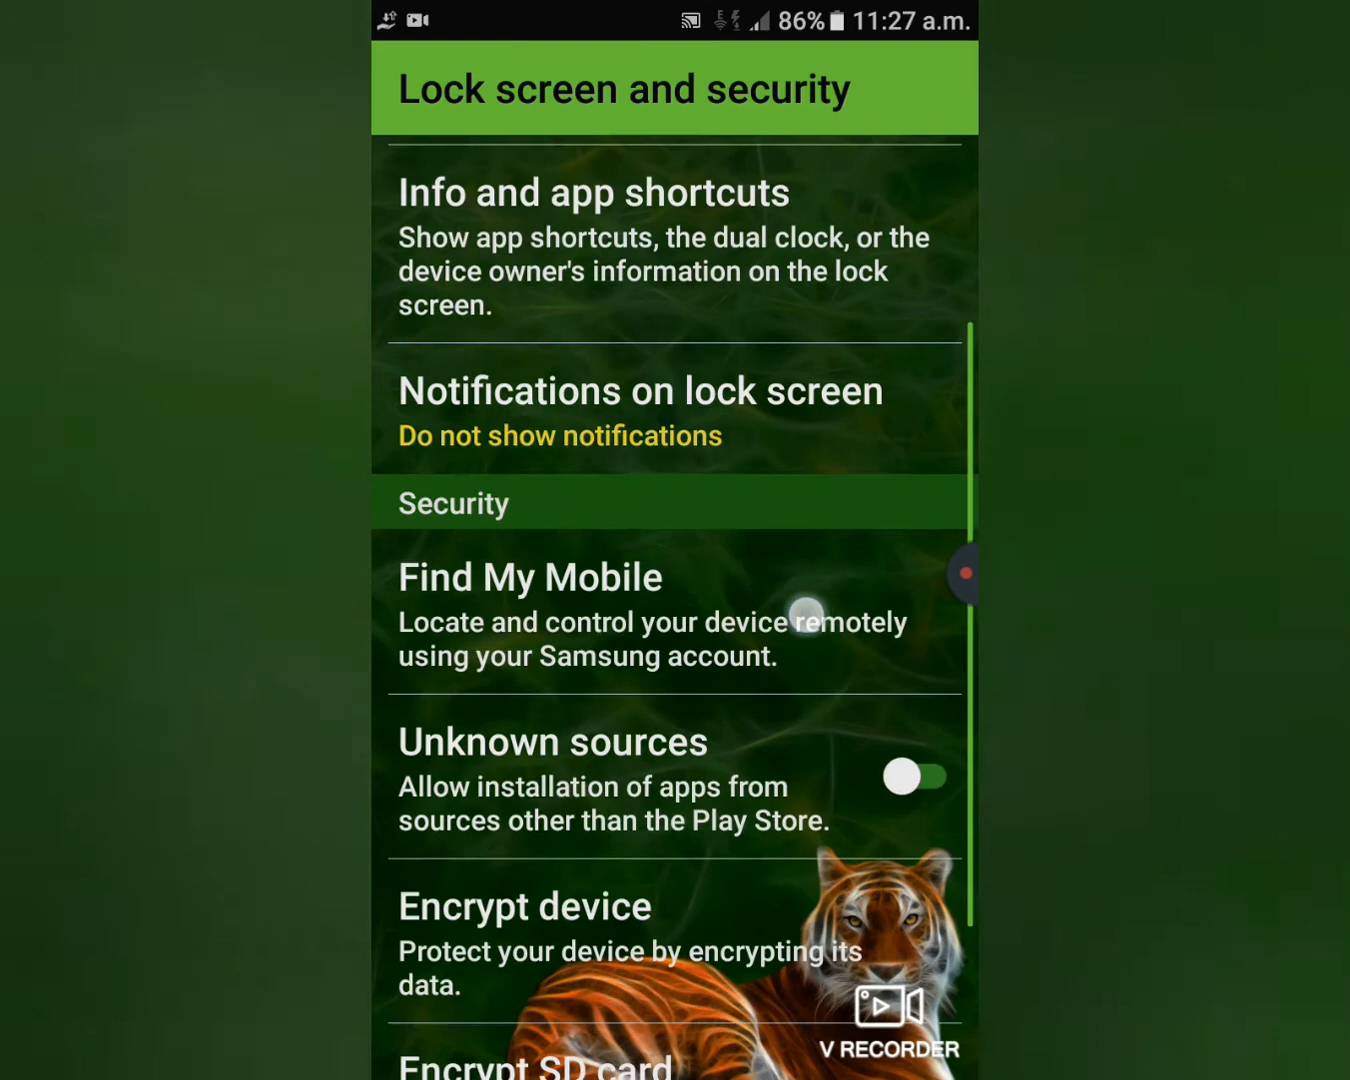 86% 11:27 a.m.
Lock screen and security
Info and app shortcuts
Show app shortcuts, the dual clock, or the
device owner's information on the lock
screen.
Notifications on lock screen
Do not show notifications
Security
Find My Mobile
Locate and control your device remotely
using your Samsung account.
Unknown sources
Allow installation of apps from
sources other than the Play Store.
Encrypt device
Protect your device by encrypting its
data.
V RECORDER
Encrypt SD card